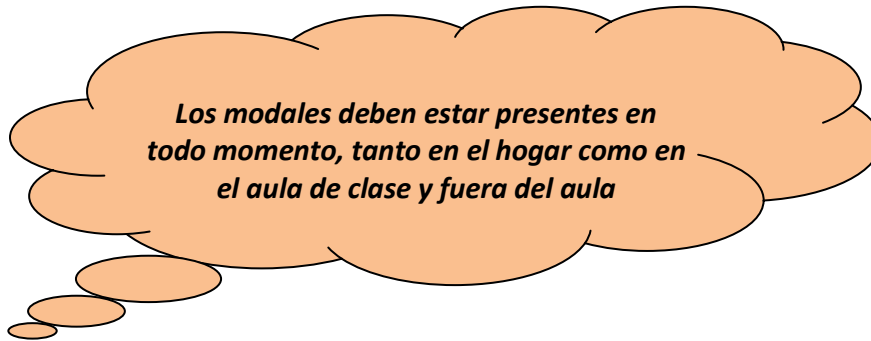 Los modales deben estar presentes en
todo momento, tanto en el hogar como en
el aula de clase y fuera del aula